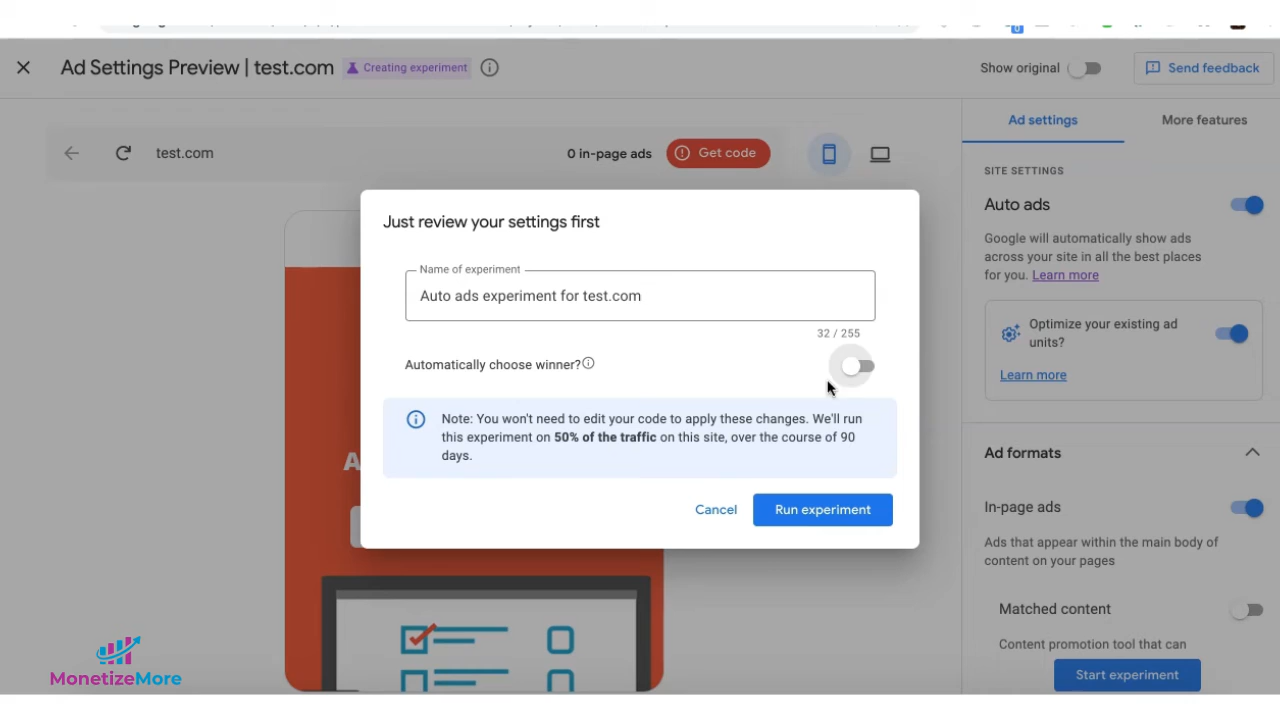 Ad Settings Preview | test.com
Creating experiment
Show original
Send feedback
test.com
0 in-page ads
Get code
Ad settings
More features
SITE SETTINGS
Auto ads
Google will automatically show ads
across your site in all the best places
for you. Learn more
Optimize your existing ad
units?
Learn more
Ad formats
In-page ads
Ads that appear within the main body of
content on your pages
Matched content
Content promotion tool that can
Start experiment
Just review your settings first
Name of experiment
Auto ads experiment for test.com
32 / 255
Automatically choose winner?
Note: You won't need to edit your code to apply these changes. We'll run
this experiment on 50% of the traffic on this site, over the course of 90
days.
Cancel
Run experiment
A
MonetizeMore